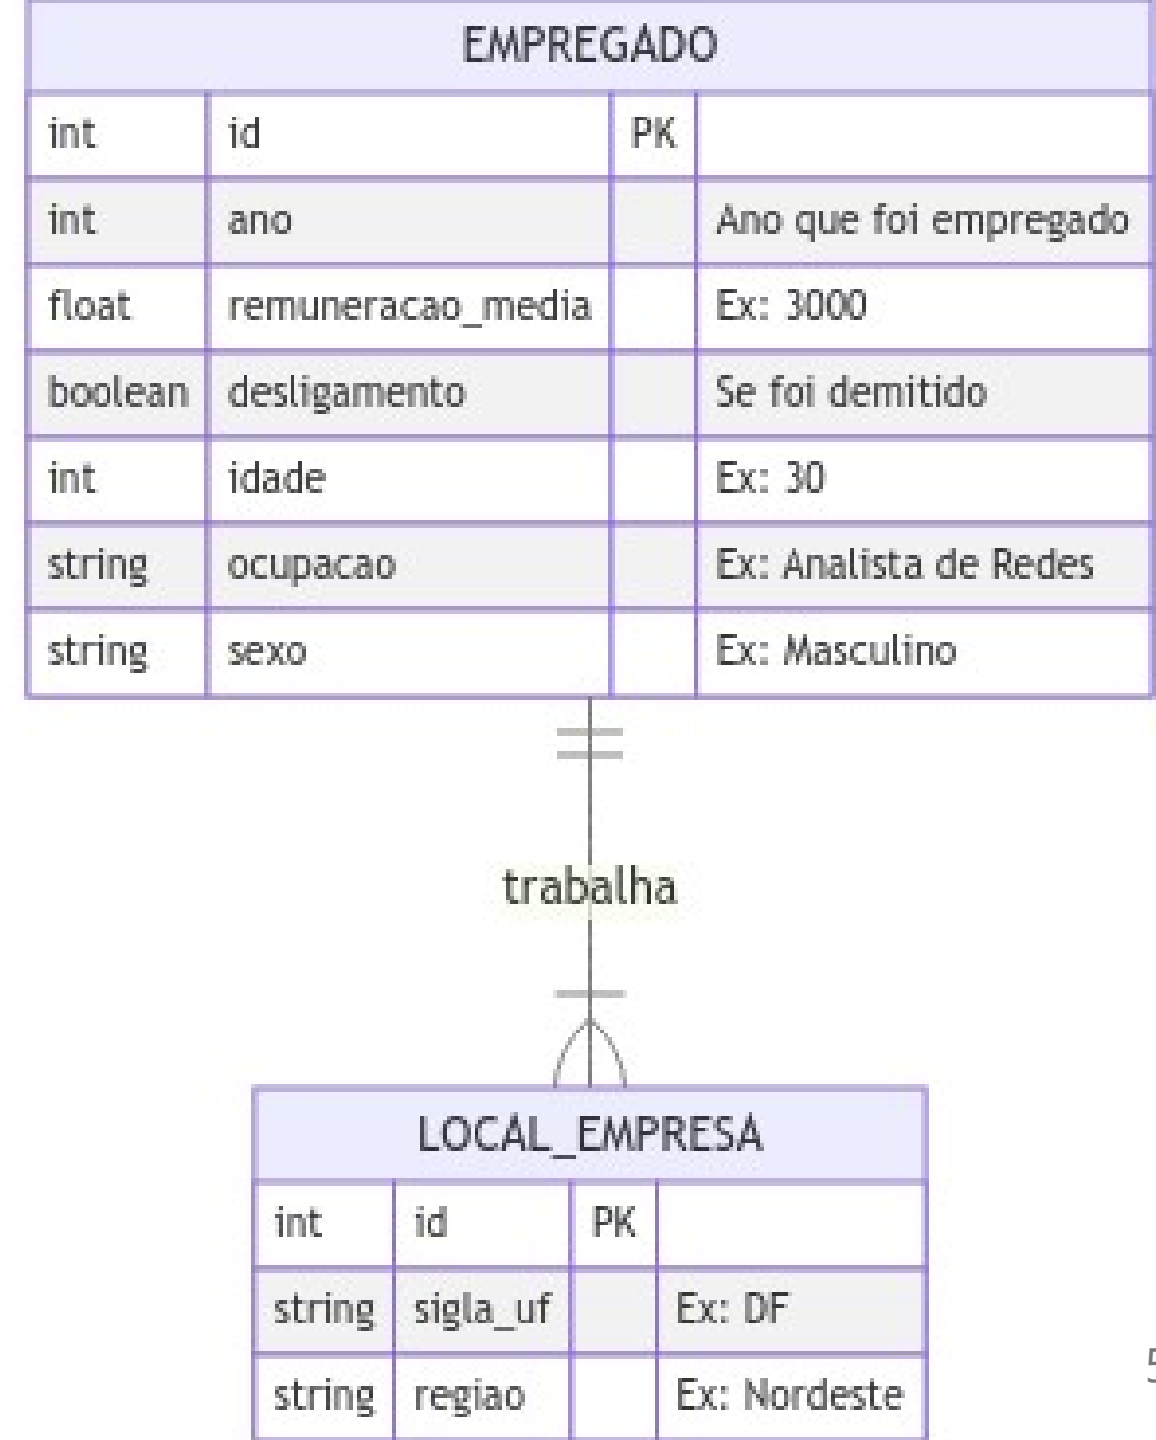 EMPREGADO
int id PK
int ano Ano que foi empregado
float remuneracao_media Ex: 3000
boolean desligamento Se foi demitido
int idade Ex: 30
string ocupacao Ex: Analista de Redes
string sexo Ex: Masculino
trabalha
LOCAL_EMPRESA
int id PK
string sigla_uf Ex: DF
string regiao Ex: Nordeste